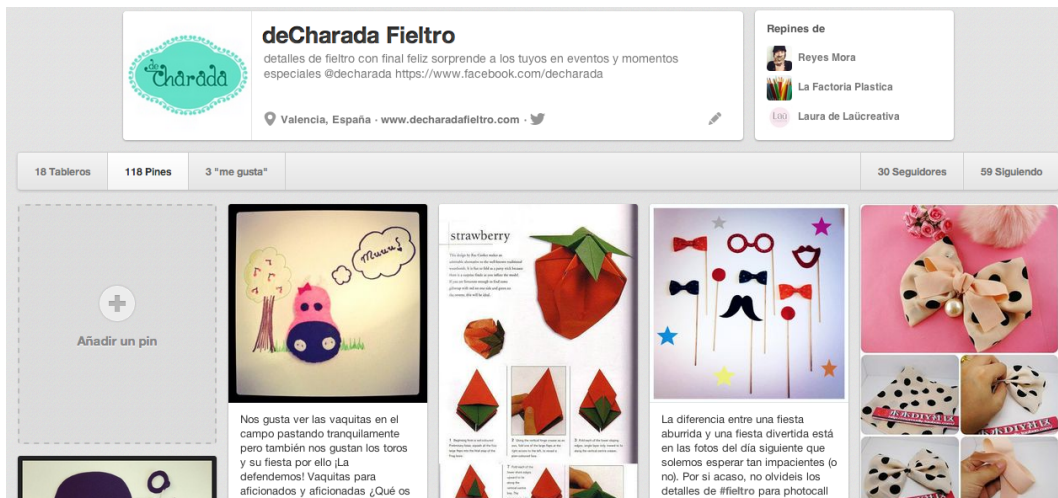 deCharada Fieltro
detalles de fieltro con final feliz sorprende a los tuyos en eventos y momentos
especiales @decharada https://www.facebook.com/decharada
de
Charada
Valencia, España · www.decharadafieltro.com ·
Repines de
Reyes Mora
La Factoria Plastica
Laü
Laura de Laücreativa
18 Tableros
118 Pines
3 "me gusta"
30 Seguidores
59 Siguiendo
Añadir un pin
Muuu!
Nos gusta ver las vaquitas en el
campo pastando tranquilamente
pero también nos gustan los toros
y su fiesta por ello ¡La
defendemos! Vaquitas para
aficionados y aficionadas ¿Qué os
strawberry
La diferencia entre una fiesta
aburrida y una fiesta divertida está
en las fotos del día siguiente que
solemos esperar tan impacientes (o
no). Por si acaso, no olvideis los
detalles de #fieltro para photocall